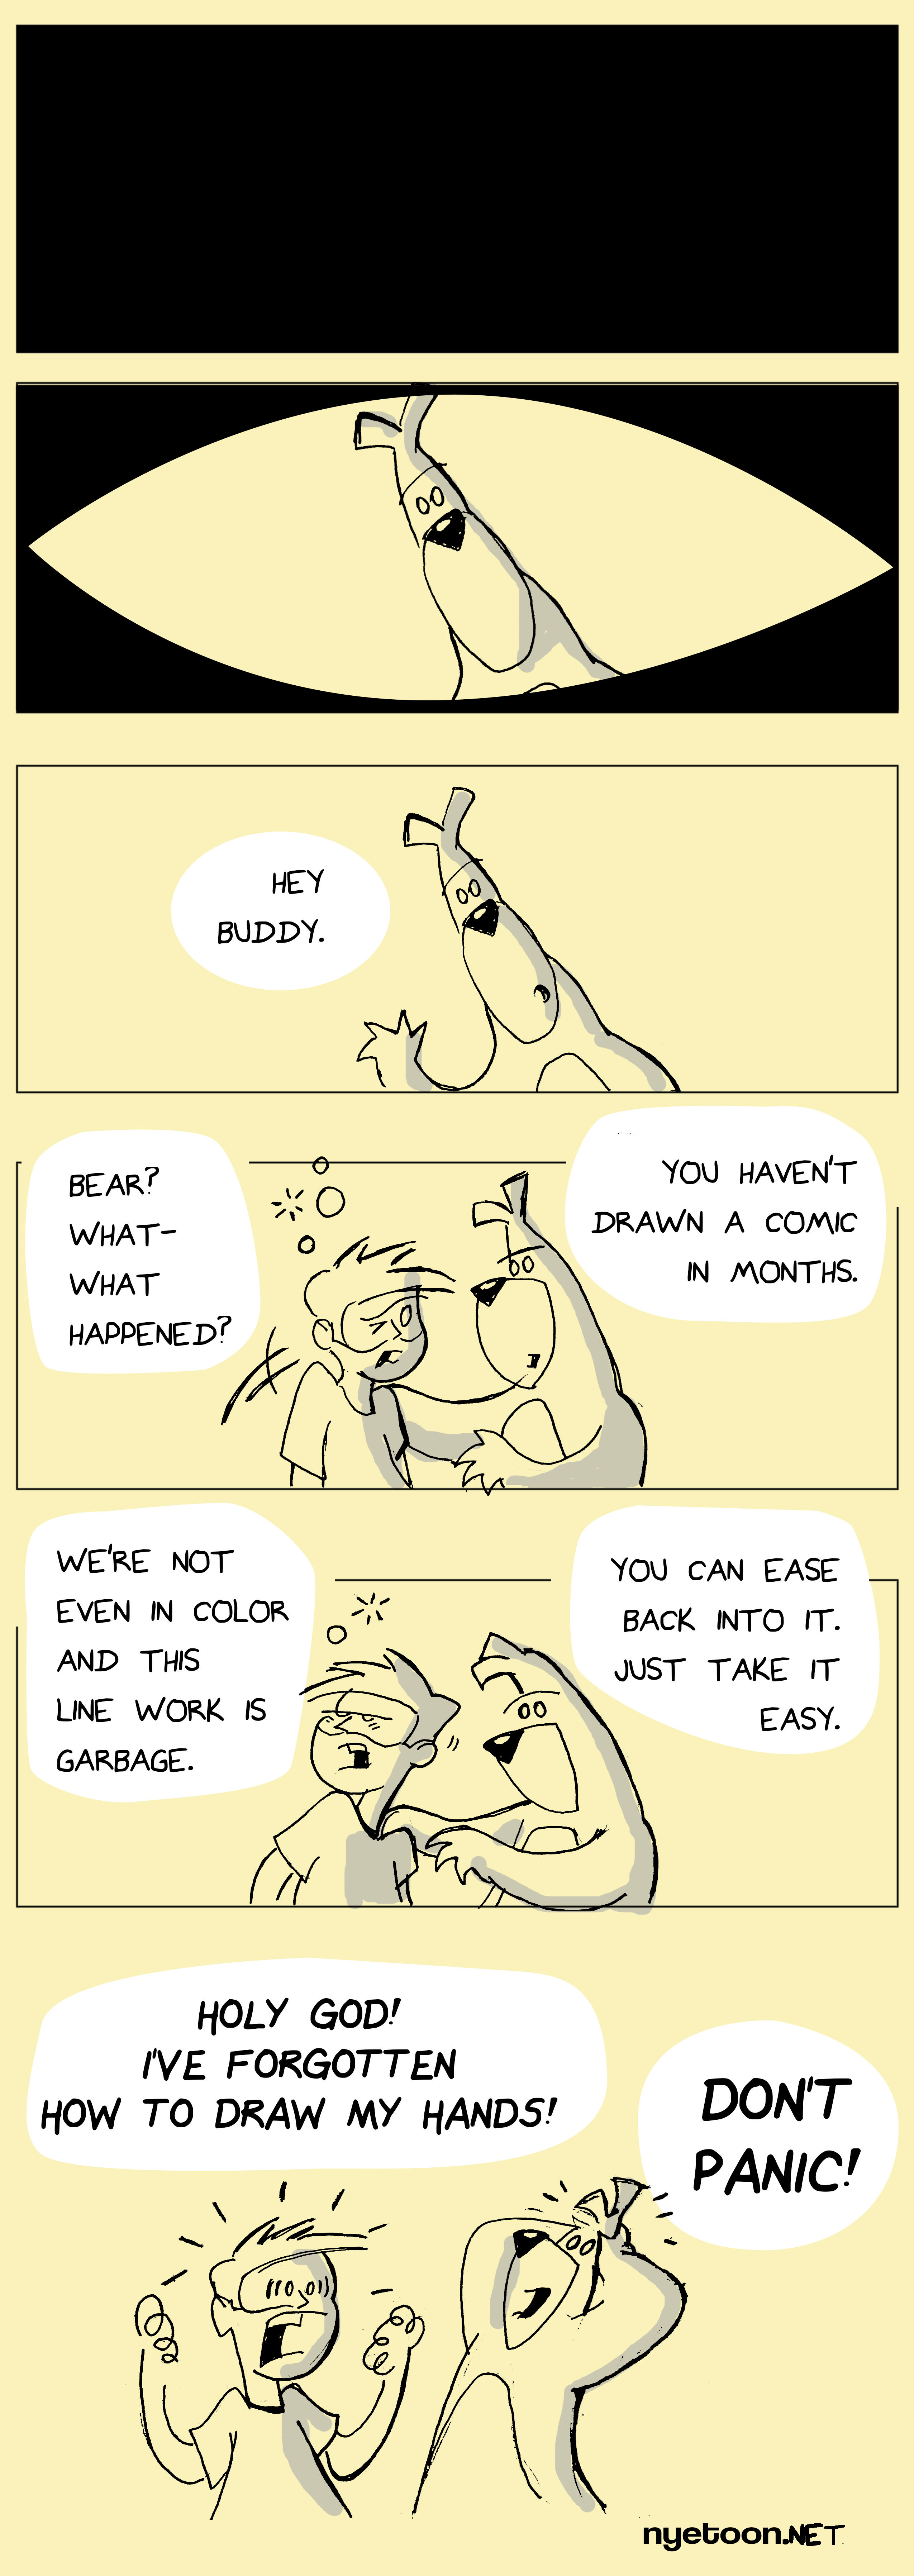 HEY
BUDDY.
BEAR?
WHAT-
WHAT
HAPPENED?
YOU HAVEN'T
DRAWN A COMIC
IN MONTHS.
WE'RE NOT
EVEN IN COLOR
AND THIS
LINE WORK IS
GARBAGE.
YOU CAN EASE
BACK INTO IT.
JUST TAKE IT
EASY.
HOLY GOD!
I'VE FORGOTTEN
HOW TO DRAW MY HANDS!
DON'T
PANIC!
nyetoon.NET